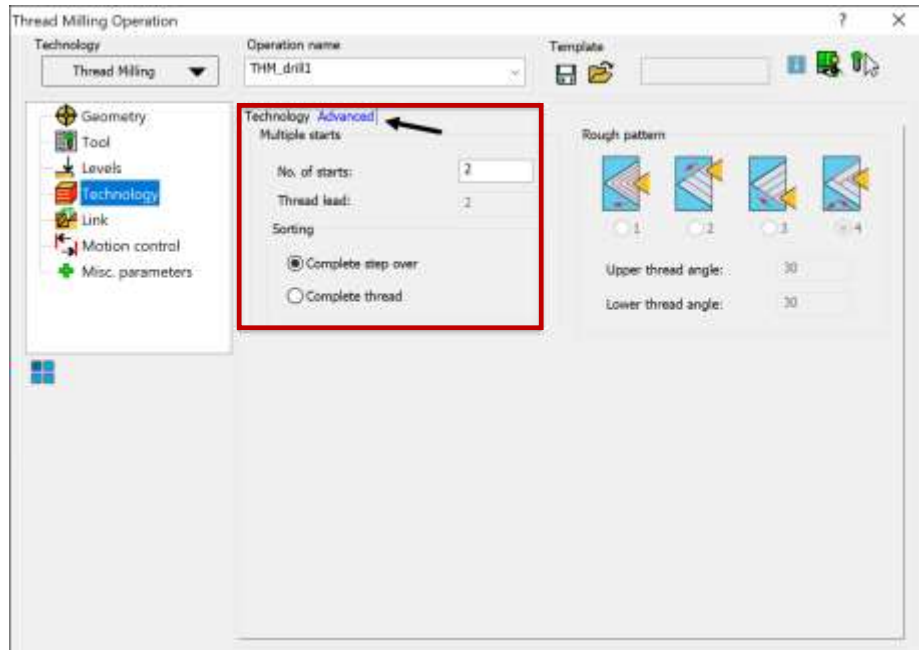 Thread Milling Operation ? ×
Technology
Operation name
Template
Thread Milling
THM_drill1
Geometry
Tool
Levels
Technology
Link
Motion control
Misc. parameters
Technology Advanced
Multiple starts
No. of starts: 2
Thread lead: 2
Sorting
Complete step over
Complete thread
Rough pattern
1 2 3 4
Upper thread angle: 30
Lower thread angle: 30